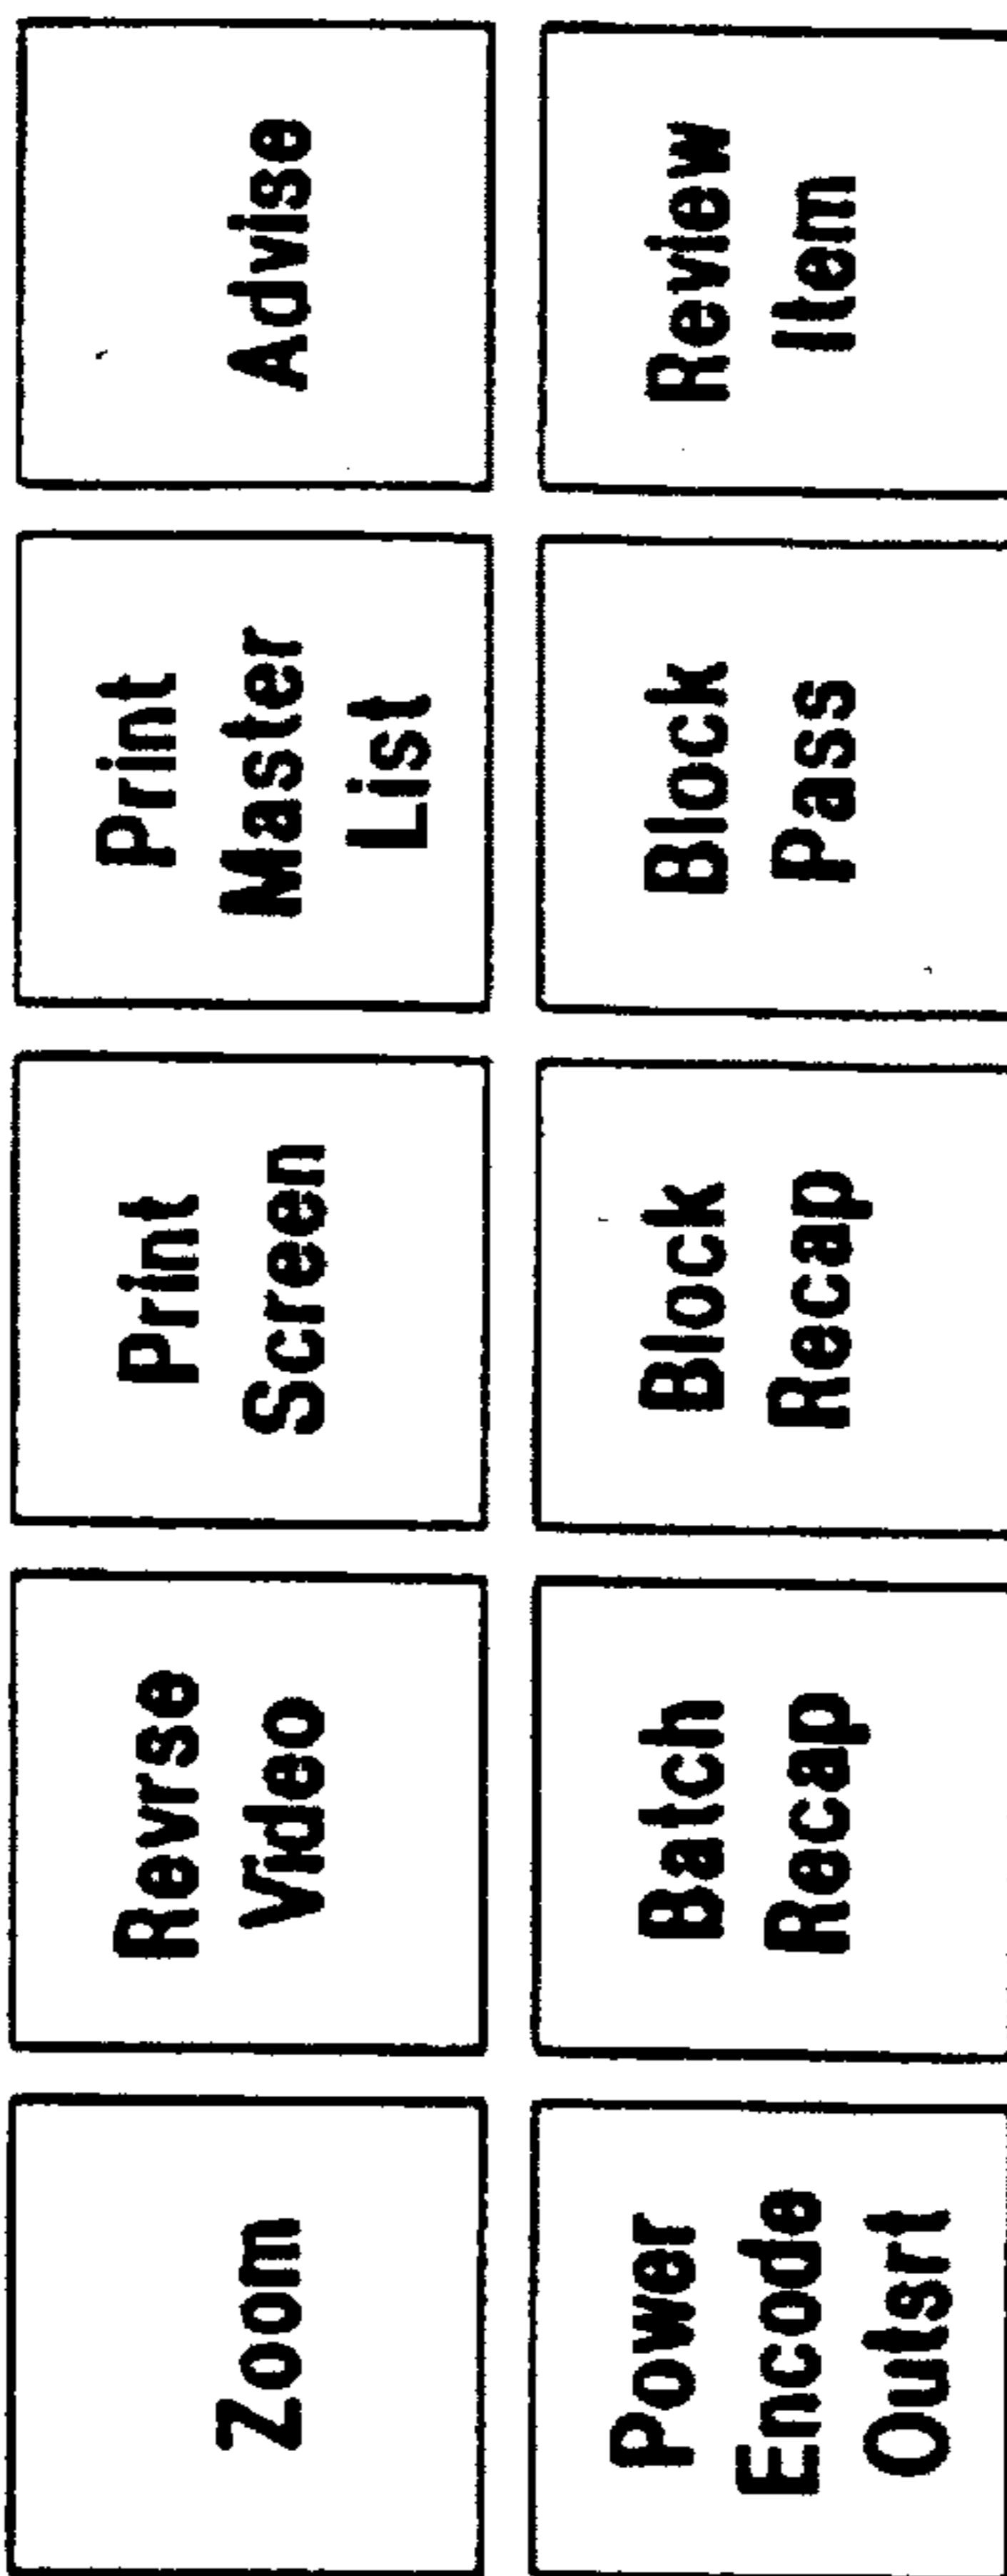 Zoom
Revrse
Video
Print
Screen
Print
Master
List
Advise
Power
Encode
Outsrt
Batch
Recap
Block
Recap
Block
Pass
Review
Item